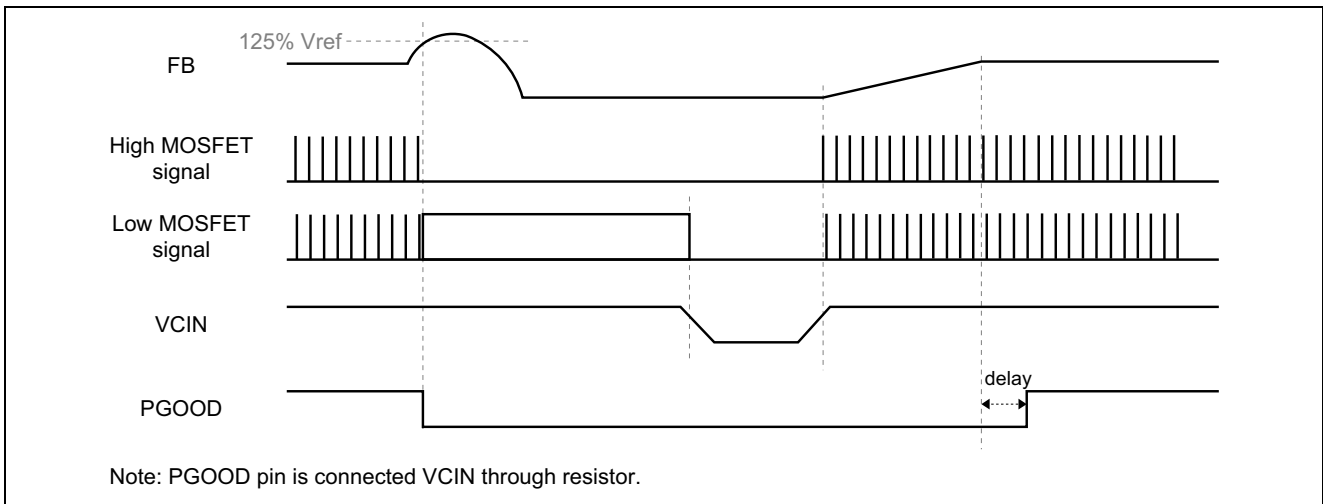 125% Vref
FB
High MOSFET
signal
Low MOSFET
signal
VCIN
delay
PGOOD
Note: PGOOD pin is connected VCIN through resistor.